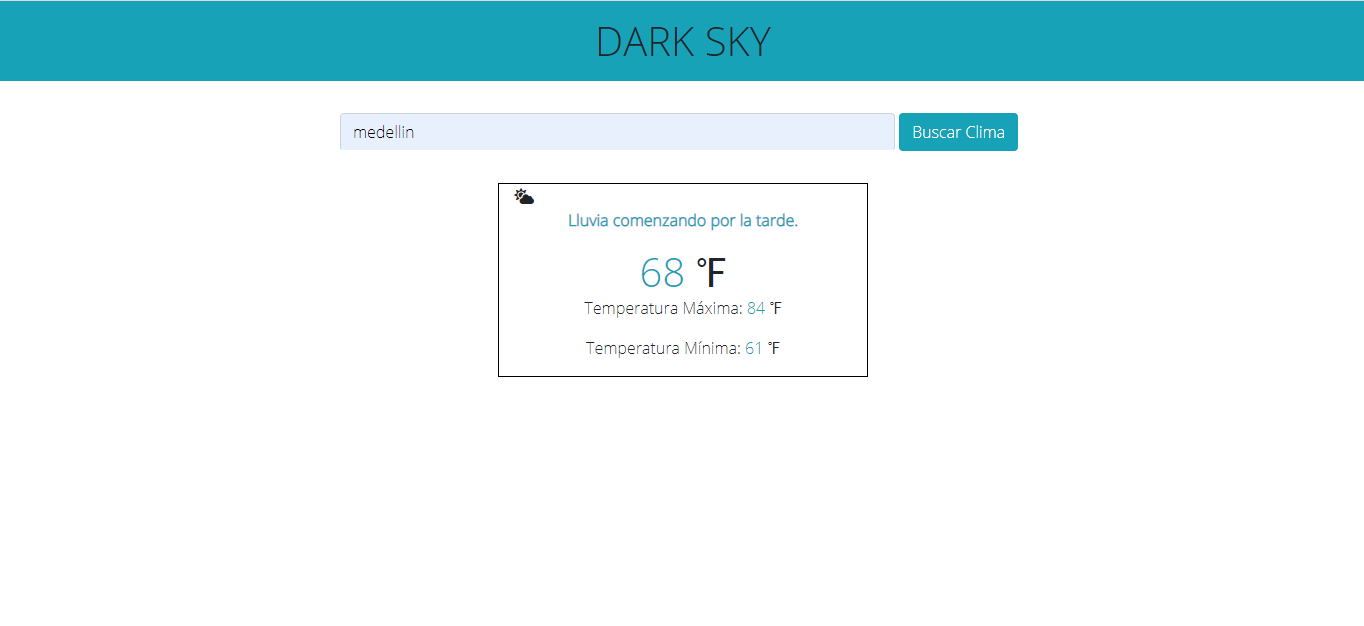 DARK SKY
medellin Buscar Clima
Lluvia comenzando por la tarde.
68 °F
Temperatura Máxima: 84 °F
Temperatura Mínima: 61 °F